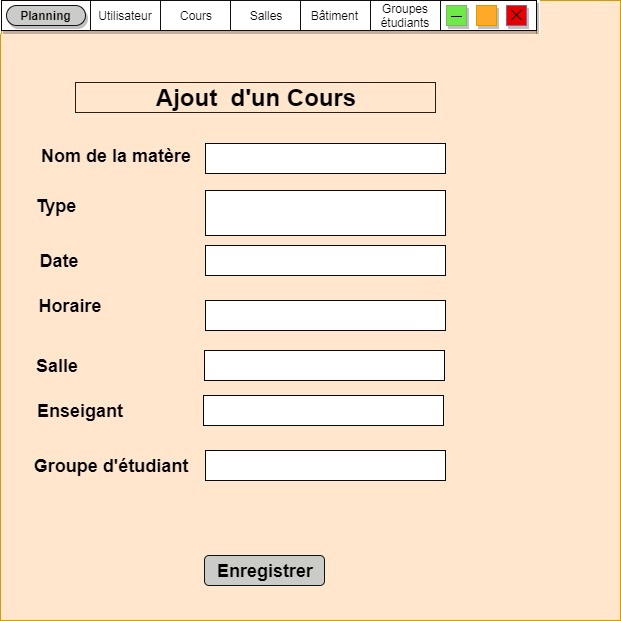 Planning
Utilisateur
Cours
Salles
Bâtiment
Groupes
étudiants
Ajout d'un Cours
Nom de la matère
Type
Date
Horaire
Salle
Enseigant
Groupe d'étudiant
Enregistrer